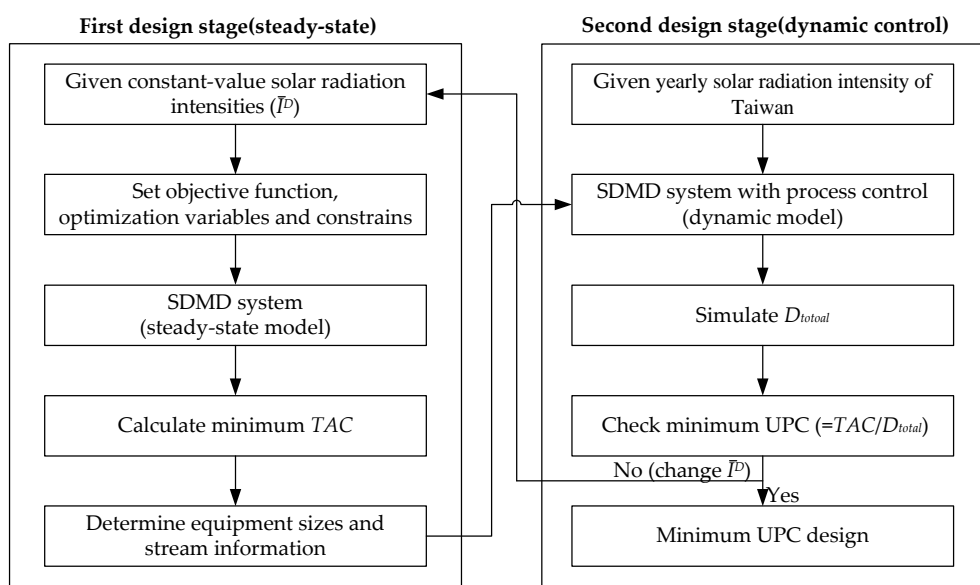 First design stage(steady-state)
Given constant-value solar radiation
intensities (Īᴰ)
Set objective function,
optimization variables and constrains
SDMD system
(steady-state model)
Calculate minimum TAC
Determine equipment sizes and
stream information
Second design stage(dynamic control)
Given yearly solar radiation intensity of
Taiwan
SDMD system with process control
(dynamic model)
Simulate Dtotoal
Check minimum UPC (=TAC/Dtotal)
No (change Īᴰ)
Yes
Minimum UPC design